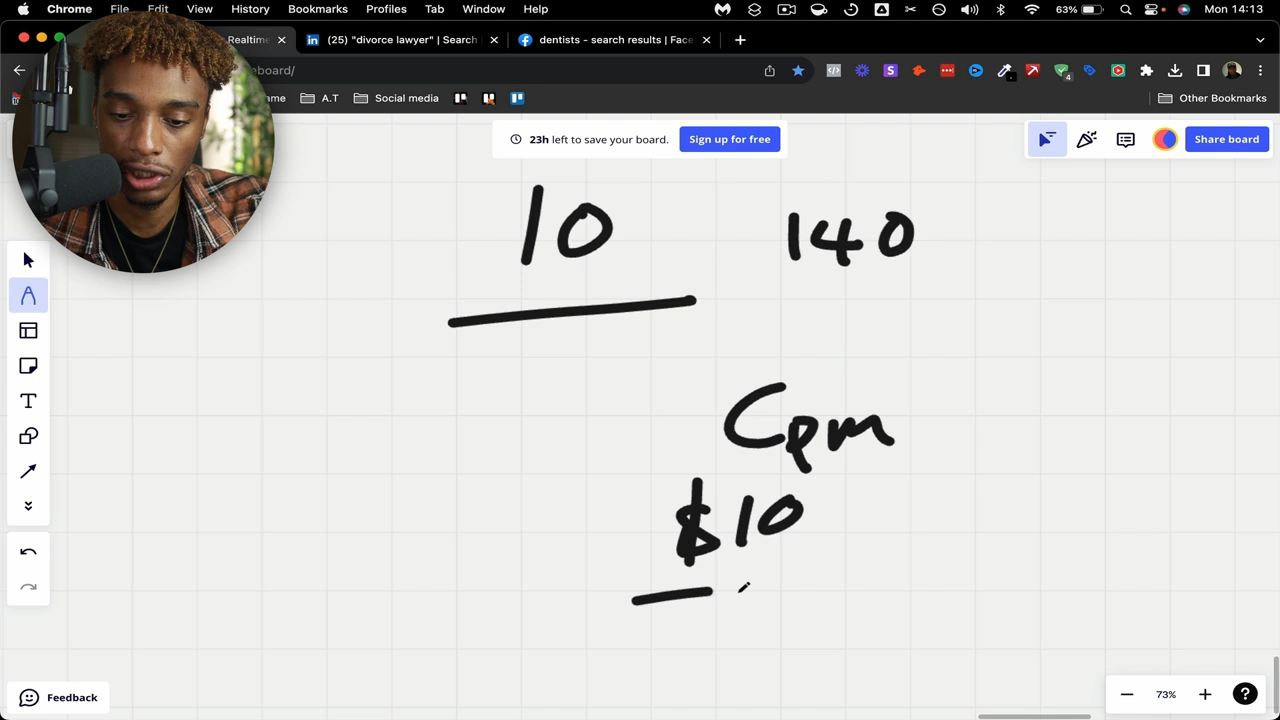 Chrome File Edit View History Bookmarks Profiles Tab Window Help 63% Mon 14:13
Realtime (25) "divorce lawyer" | Search dentists - search results | Face
eboard/
me A.T Social media Other Bookmarks
23h left to save your board. Sign up for free Share board
10 140
Cpm
$10
Feedback
73%